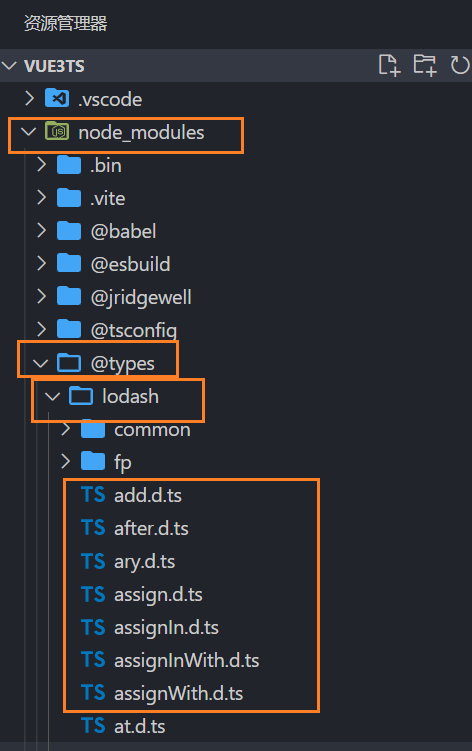 资源管理器
VUE3TS
.vscode
node_modules
.bin
.vite
@babel
@esbuild
@jridgewell
@tsconfig
@types
lodash
common
fp
TS add.d.ts
TS after.d.ts
TS ary.d.ts
TS assign.d.ts
TS assignIn.d.ts
TS assignInWith.d.ts
TS assignWith.d.ts
TS at.d.ts